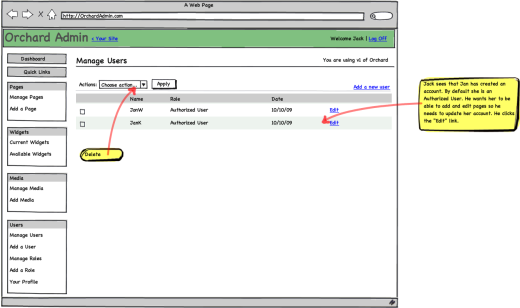 A Web Page
http://OrchardAdmin.com
Orchard Admin < Your Site
Welcome Jack | Log Off
Dashboard
Quick Links
Pages
Manage Pages
Add a Page
Widgets
Current Widgets
Available Widgets
Media
Manage Media
Add Media
Users
Manage Users
Add a User
Manage Roles
Add a Role
Your Profile
Manage Users
You are using v1 of Orchard
Actions: Choose action... Apply
Add a new user
Name Role Date
JanW Authorized User 10/10/09 Edit
JanK Authorized User 10/10/09 Edit
Delete
Jack sees that Jan has created an
account. By default she is an
Authorized User. He wants her to be
able to add and edit pages so he
needs to update her account. He clicks
the "Edit" link.